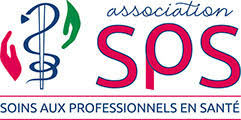 association
sps
SOINS AUX PROFESSIONNELS EN SANTÉ